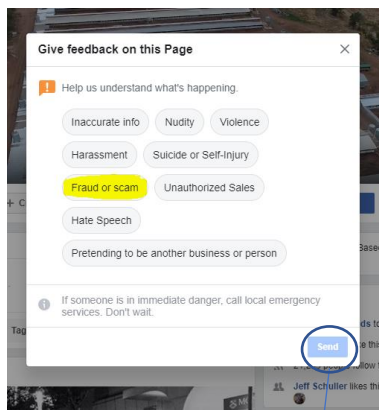 Give feedback on this Page
Help us understand what's happening.
Inaccurate info Nudity Violence
Harassment Suicide or Self-Injury
Fraud or scam Unauthorized Sales
Hate Speech
Pretending to be another business or person
If someone is in immediate danger, call local emergency
services. Don't wait.
Send
Tag
Jeff Schuller likes this